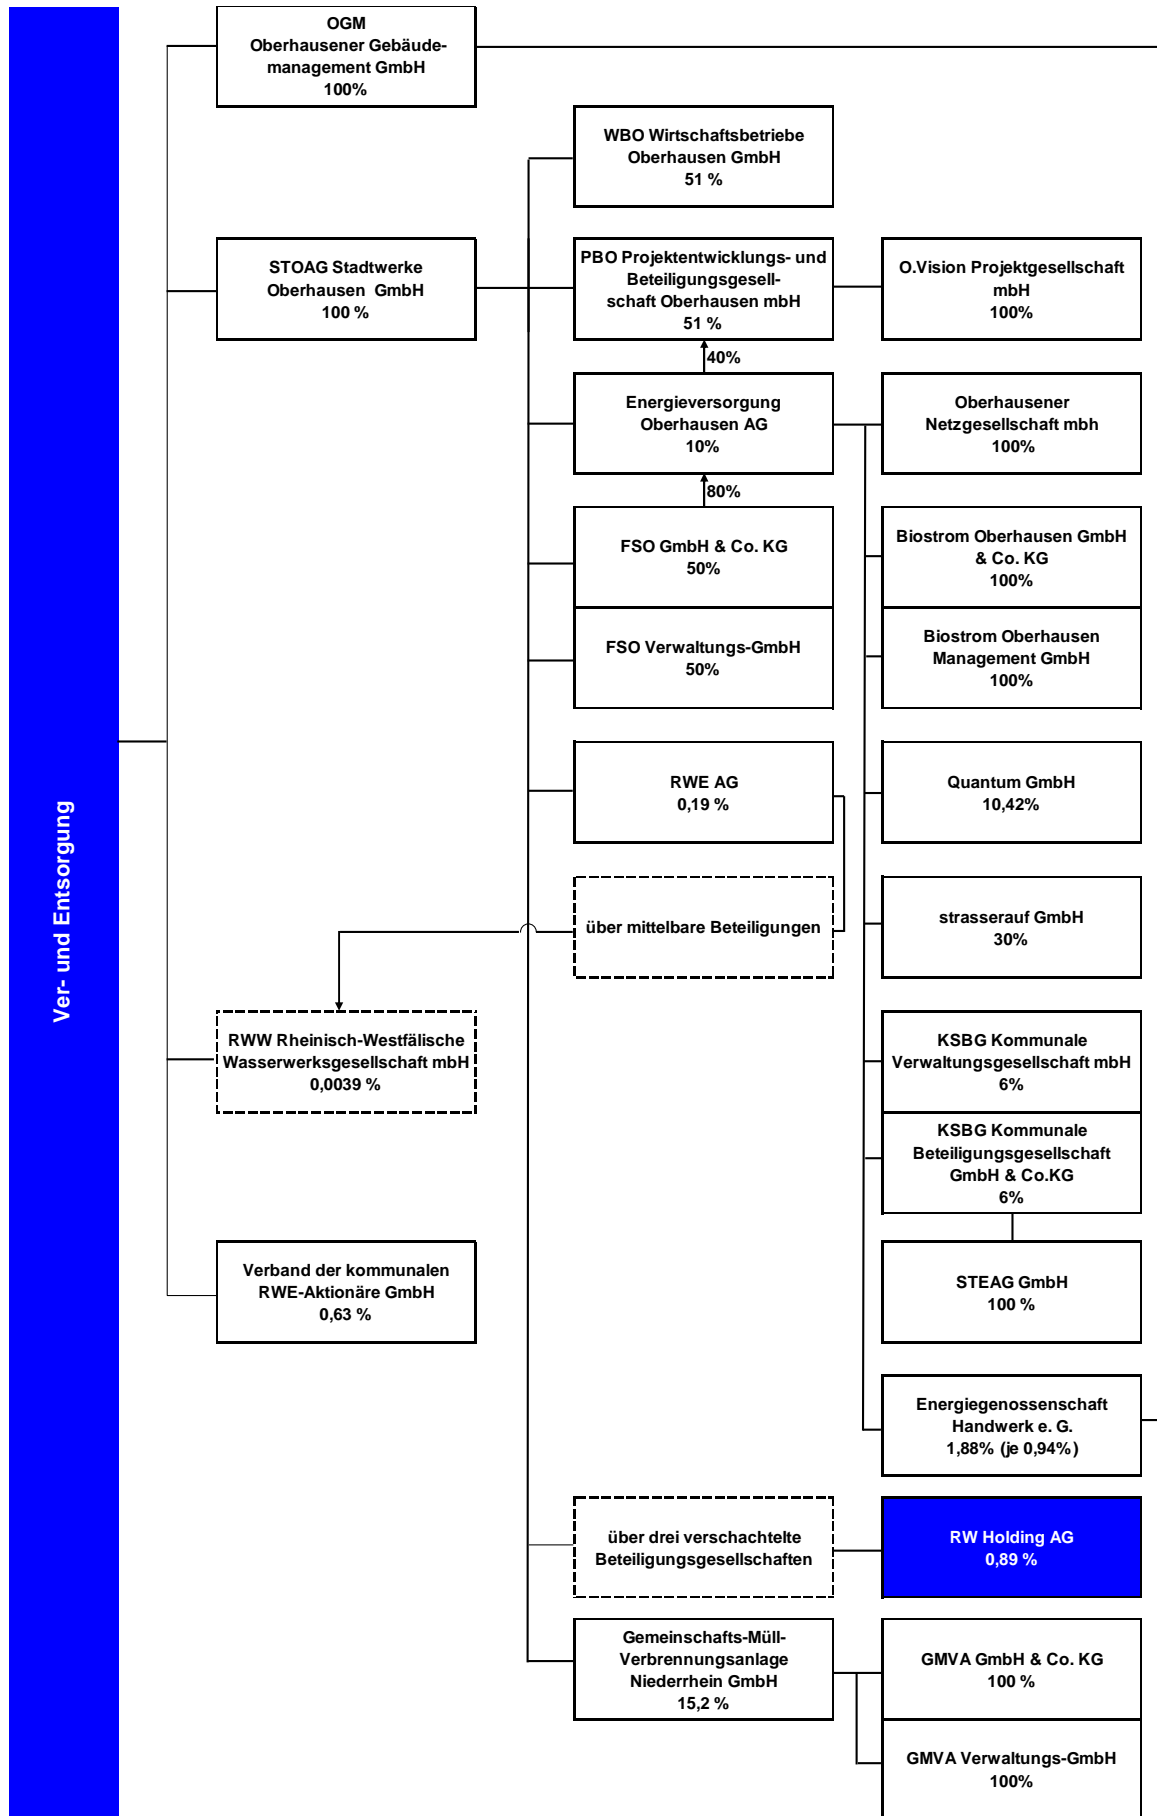 Ver- und Entsorgung
OGM
Oberhausener Gebäude-
management GmbH
100%
WBO Wirtschaftsbetriebe
Oberhausen GmbH
51 %
STOAG Stadtwerke
Oberhausen GmbH
100 %
PBO Projektentwicklungs- und
Beteiligungsgesell-
schaft Oberhausen mbH
51 %
O.Vision Projektgesellschaft
mbH
100%
40%
Energieversorgung
Oberhausen AG
10%
Oberhausener
Netzgesellschaft mbh
100%
80%
FSO GmbH & Co. KG
50%
Biostrom Oberhausen GmbH
& Co. KG
100%
FSO Verwaltungs-GmbH
50%
Biostrom Oberhausen
Management GmbH
100%
RWE AG
0,19 %
Quantum GmbH
10,42%
über mittelbare Beteiligungen
strasserauf GmbH
30%
RWW Rheinisch-Westfälische
Wasserwerksgesellschaft mbH
0,0039 %
KSBG Kommunale
Verwaltungsgesellschaft mbH
6%
KSBG Kommunale
Beteiligungsgesellschaft
GmbH & Co.KG
6%
Verband der kommunalen
RWE-Aktionäre GmbH
0,63 %
STEAG GmbH
100 %
Energiegenossenschaft
Handwerk e. G.
1,88% (je 0,94%)
über drei verschachtelte
Beteiligungsgesellschaften
RW Holding AG
0,89 %
Gemeinschafts-Müll-
Verbrennungsanlage
Niederrhein GmbH
15,2 %
GMVA GmbH & Co. KG
100 %
GMVA Verwaltungs-GmbH
100%